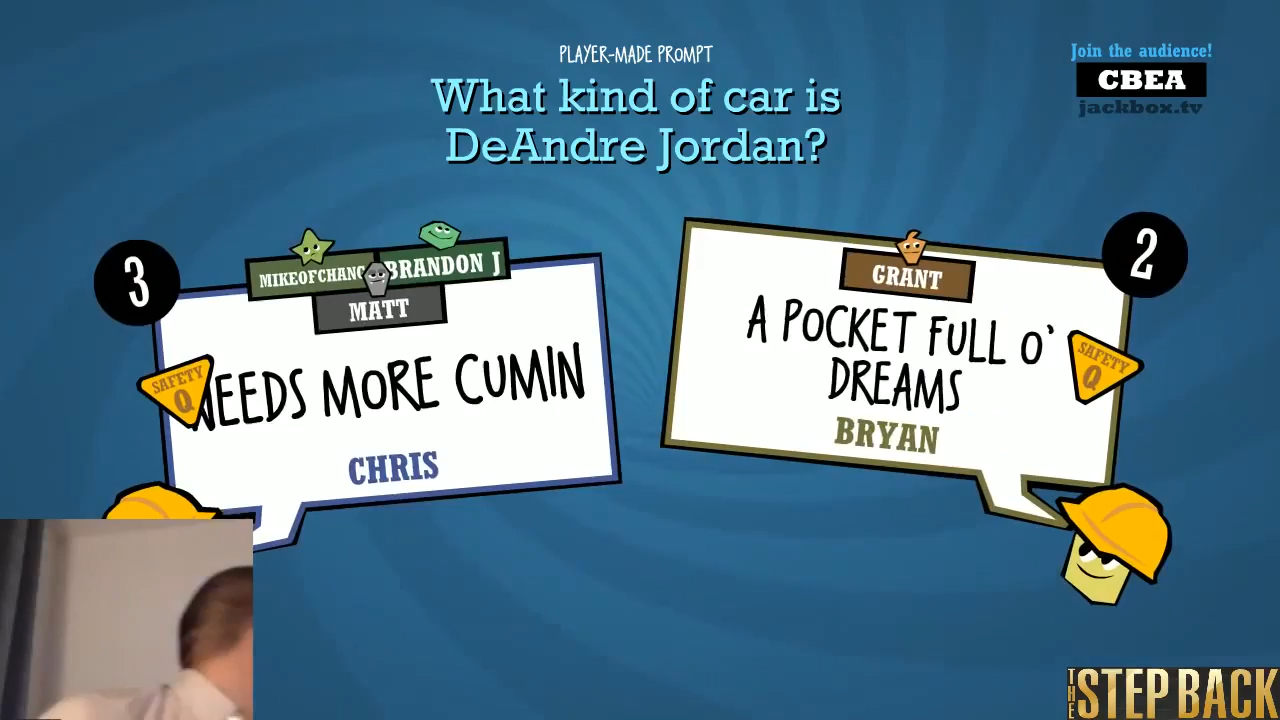 PLAYER-MADE PROMPT
What kind of car is
DeAndre Jordan?
Join the audience!
CBEA
jackbox.tv
3
MIKEOFCHANG
BRANDON J
MATT
SAFETY
Q
NEEDS MORE CUMIN
CHRIS
2
GRANT
A POCKET FULL O'
DREAMS
SAFETY
Q
BRYAN
THE STEP BACK